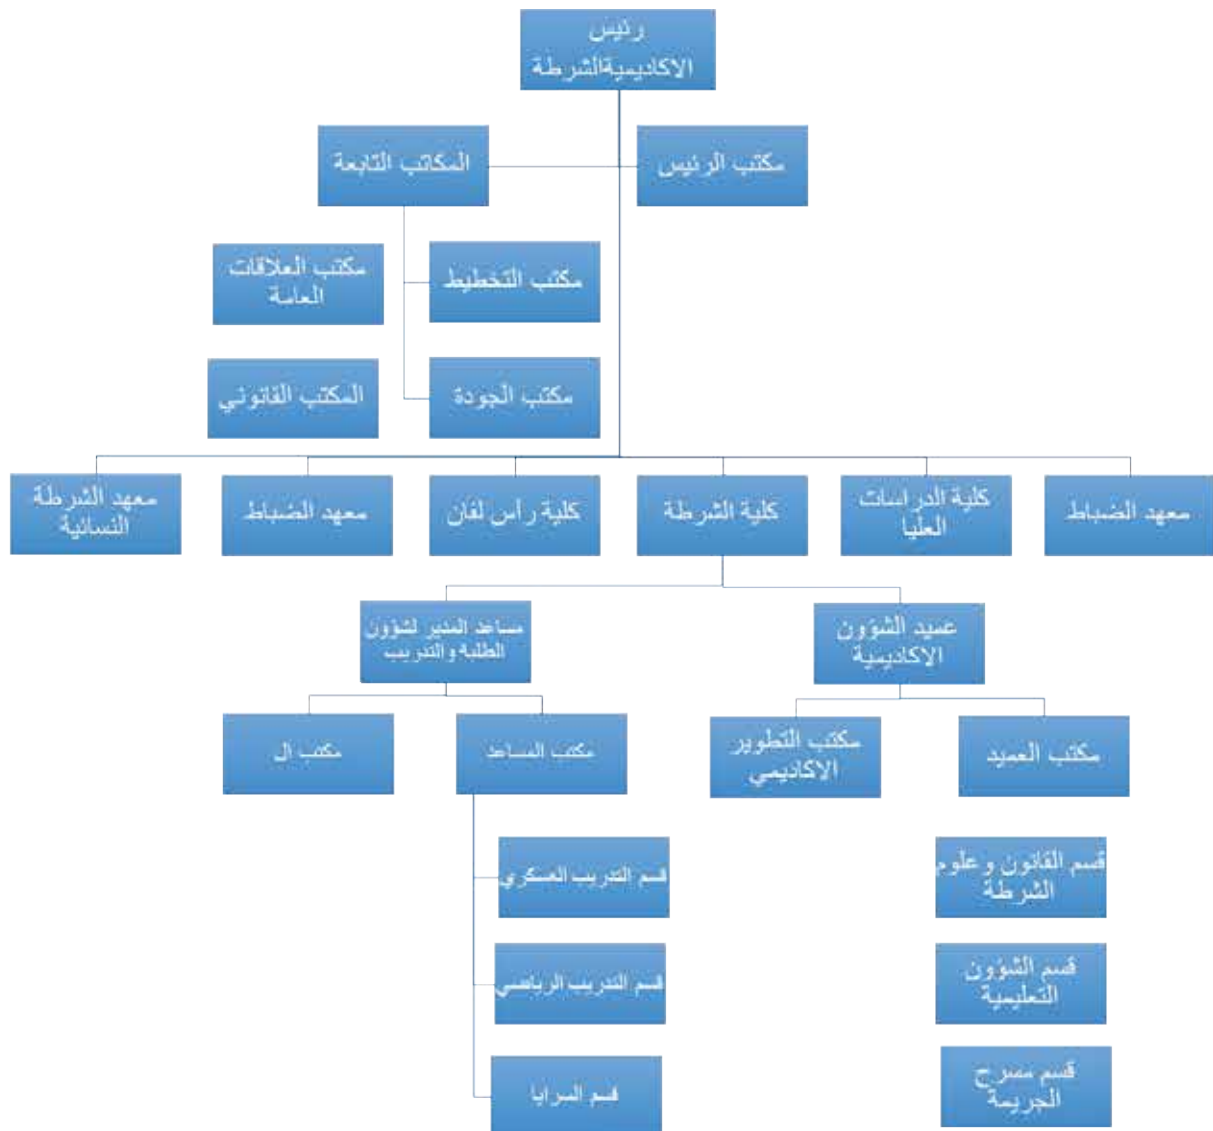 رئيس
الاكاديميةالشرطة
مكتب الرئيس
المكاتب التابعة
مكتب التخطيط
مكتب العلاقات
العامة
مكتب الجودة
المكتب القانوني
معهد الضباط
كلية الدراسات
العليا
كلية الشرطة
كلية رأس لفان
معهد الضباط
معهد الشرطة
النسائية
عميد الشؤون
الاكاديمية
مساعد المدير لشؤون
الطلبة والتدريب
مكتب العميد
مكتب التطوير
الاكاديمي
مكتب المساعد
مكتب ال
قسم القانون وعلوم
الشرطة
قسم التدريب العسكري
قسم الشؤون
التعليمية
قسم التدريب الرياضي
قسم مسرح
الجريمة
قسم السرايا